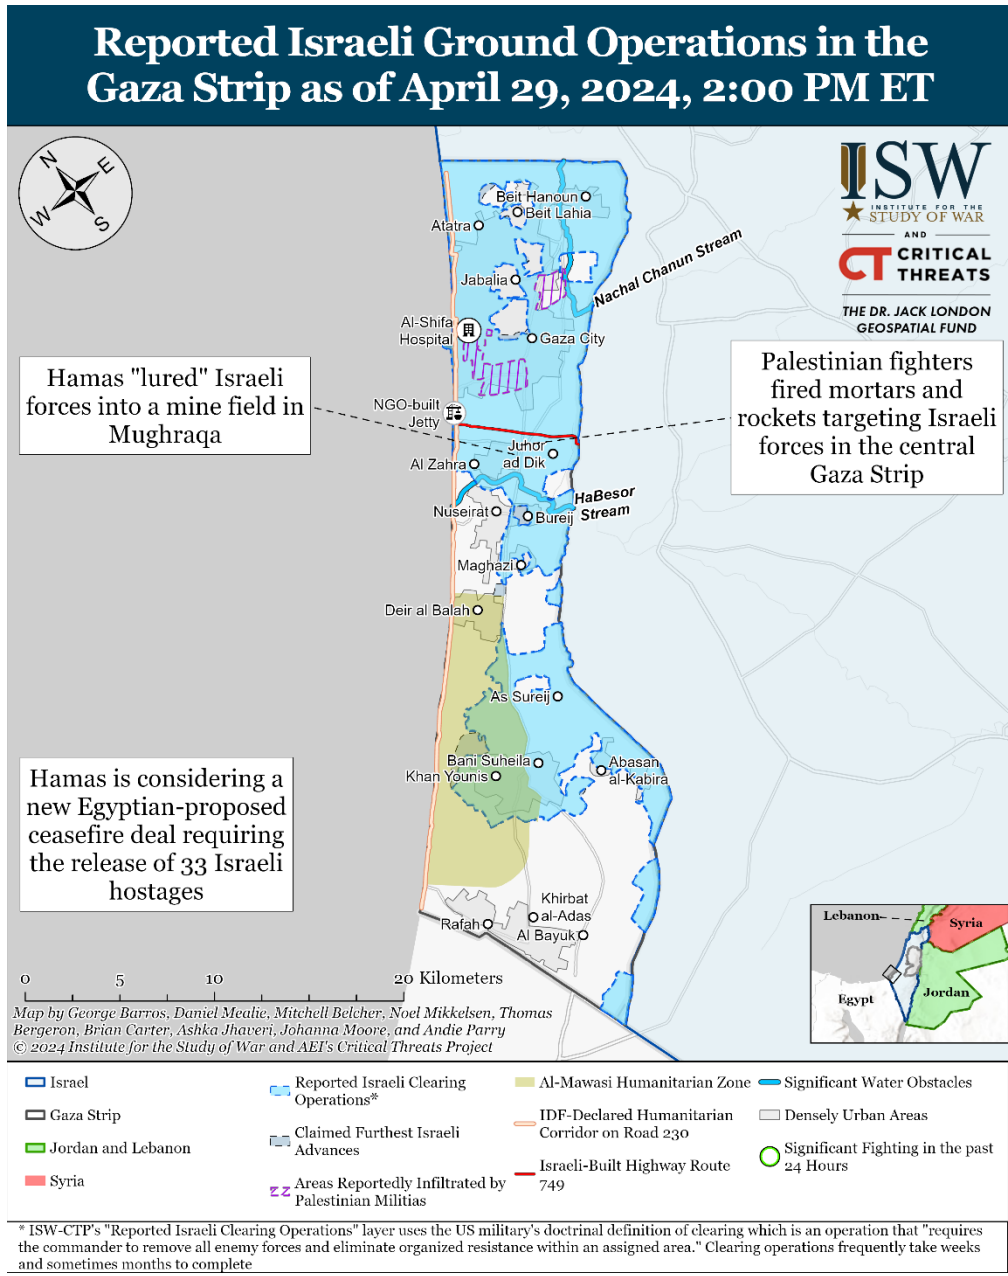 Reported Israeli Ground Operations in the
Gaza Strip as of April 29, 2024, 2:00 PM ET
N
E
W
S
ISW
INSTITUTE FOR THE
STUDY OF WAR
AND
CT CRITICAL
THREATS
THE DR. JACK LONDON
GEOSPATIAL FUND
Beit Hanoun
Beit Lahia
Atatra
Nachal Chanun Stream
Jabalia
Al-Shifa
Hospital
Gaza City
Hamas "lured" Israeli
forces into a mine field in
Mughraqa
Palestinian fighters
fired mortars and
rockets targeting Israeli
forces in the central
Gaza Strip
NGO-built
Jetty
Juhor
ad Dik
Al Zahra
HaBesor
Stream
Nuseirat
Bureij
Maghazi
Deir al Balah
As Sureij
Bani Suheila
Khan Younis
Abasan
al-Kabira
Hamas is considering a
new Egyptian-proposed
ceasefire deal requiring
the release of 33 Israeli
hostages
Khirbat
al-Adas
Rafah
Al Bayuk
Lebanon
Syria
Jordan
Egypt
0 5 10 20 Kilometers
Map by George Barros, Daniel Mealie, Mitchell Belcher, Noel Mikkelsen, Thomas
Bergeron, Brian Carter, Ashka Jhaveri, Johanna Moore, and Andie Parry
© 2024 Institute for the Study of War and AEI's Critical Threats Project
Israel
Gaza Strip
Jordan and Lebanon
Syria
Reported Israeli Clearing
Operations*
Claimed Furthest Israeli
Advances
Areas Reportedly Infiltrated by
Palestinian Militias
Al-Mawasi Humanitarian Zone
IDF-Declared Humanitarian
Corridor on Road 230
Israeli-Built Highway Route
749
Significant Water Obstacles
Densely Urban Areas
Significant Fighting in the past
24 Hours
* ISW-CTP's "Reported Israeli Clearing Operations" layer uses the US military's doctrinal definition of clearing which is an operation that "requires
the commander to remove all enemy forces and eliminate organized resistance within an assigned area." Clearing operations frequently take weeks
and sometimes months to complete